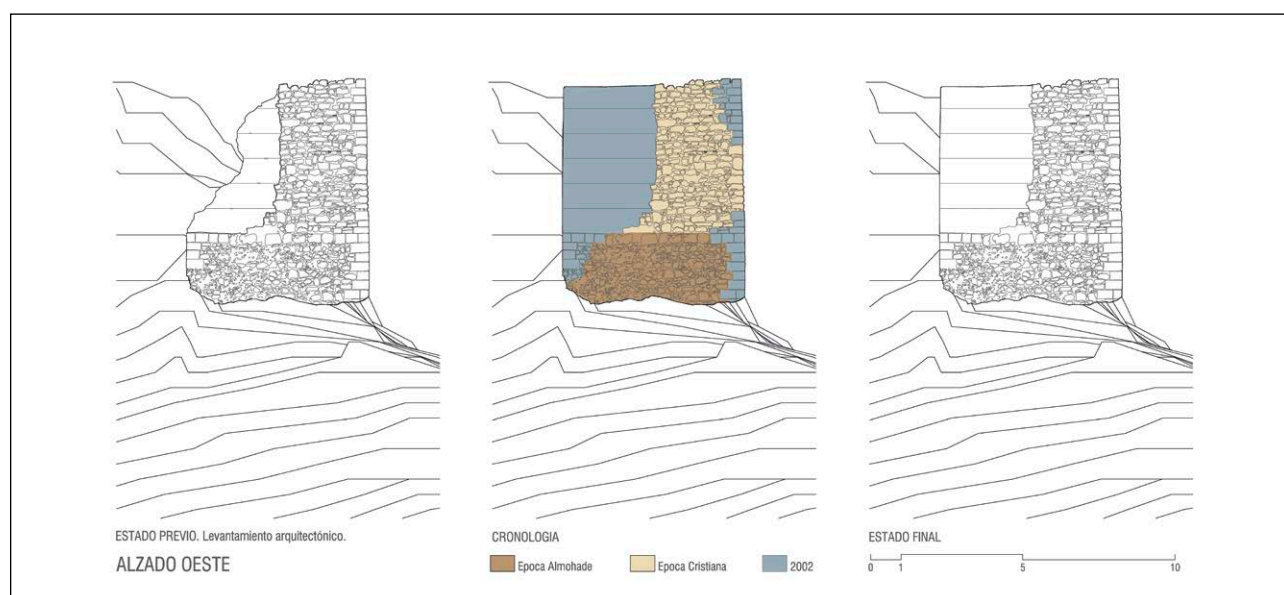 ESTADO PREVIO. Levantamiento arquitectónico.
ALZADO OESTE
CRONOLOGIA
Epoca Almohade
Epoca Cristiana
2002
ESTADO FINAL
0 1 5 10